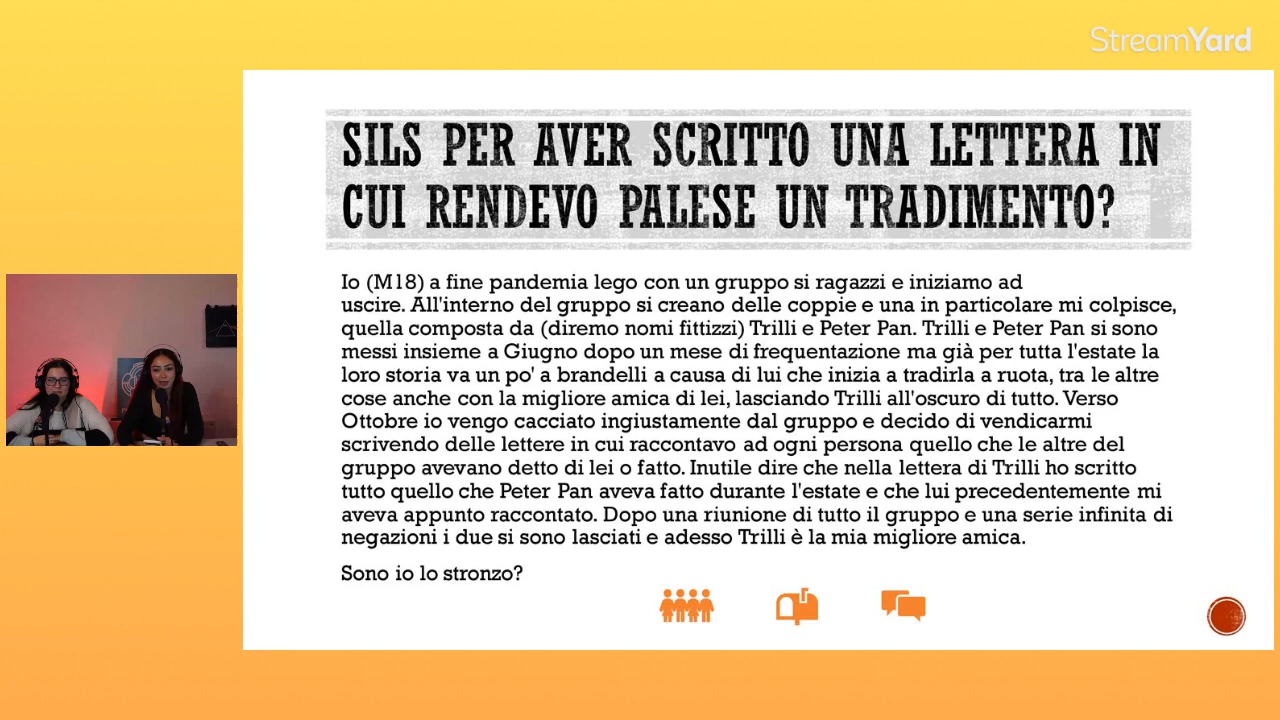 StreamYard
SILS PER AVER SCRITTO UNA LETTERA IN
CUI RENDEVO PALESE UN TRADIMENTO?
Io (M18) a fine pandemia lego con un gruppo si ragazzi e iniziamo ad
uscire. All'interno del gruppo si creano delle coppie e una in particolare mi colpisce,
quella composta da (diremo nomi fittizzi) Trilli e Peter Pan. Trilli e Peter Pan si sono
messi insieme a Giugno dopo un mese di frequentazione ma già per tutta l'estate la
loro storia va un po' a brandelli a causa di lui che inizia a tradirla a ruota, tra le altre
cose anche con la migliore amica di lei, lasciando Trilli all'oscuro di tutto. Verso
Ottobre io vengo cacciato ingiustamente dal gruppo e decido di vendicarmi
scrivendo delle lettere in cui raccontavo ad ogni persona quello che le altre del
gruppo avevano detto di lei o fatto. Inutile dire che nella lettera di Trilli ho scritto
tutto quello che Peter Pan aveva fatto durante l'estate e che lui precedentemente mi
aveva appunto raccontato. Dopo una riunione di tutto il gruppo e una serie infinita di
negazioni i due si sono lasciati e adesso Trilli è la mia migliore amica.
Sono io lo stronzo?